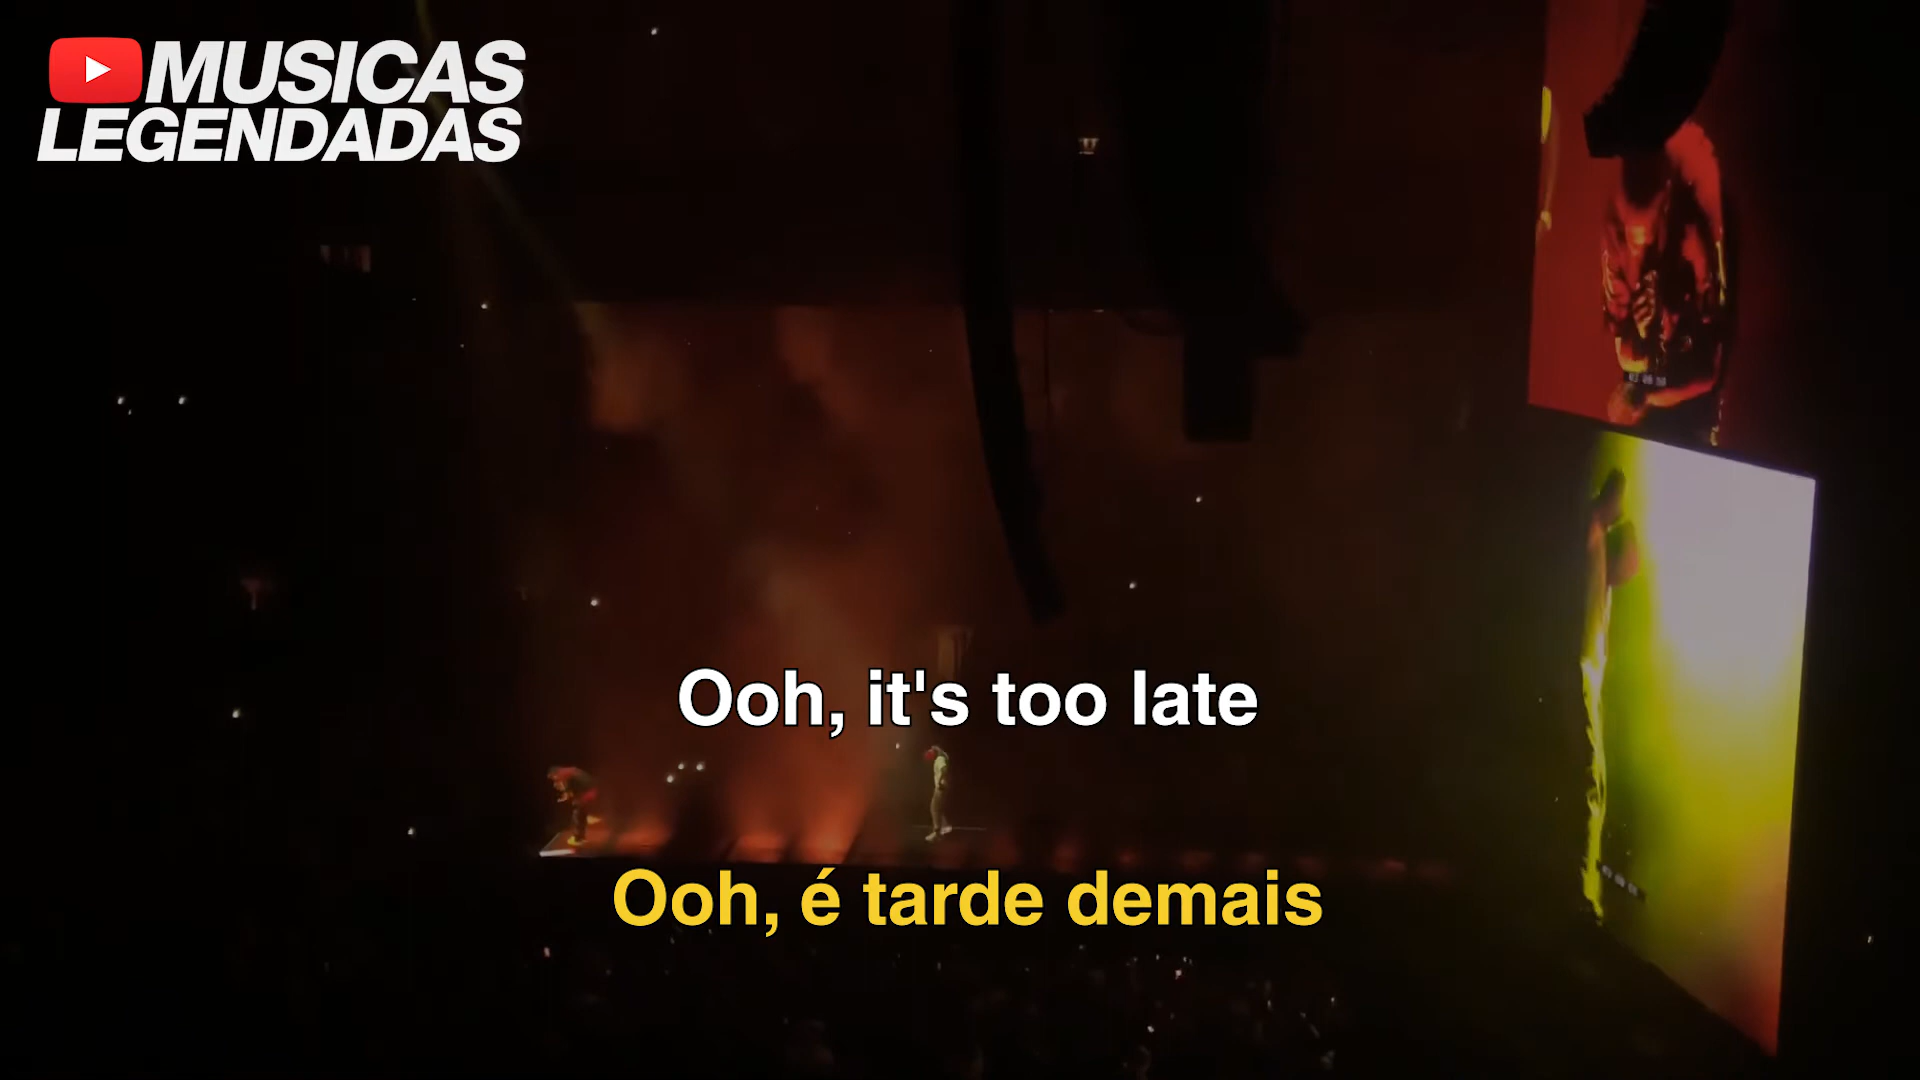 MUSICAS
LEGENDADAS
Ooh, it's too late
Ooh, é tarde demais